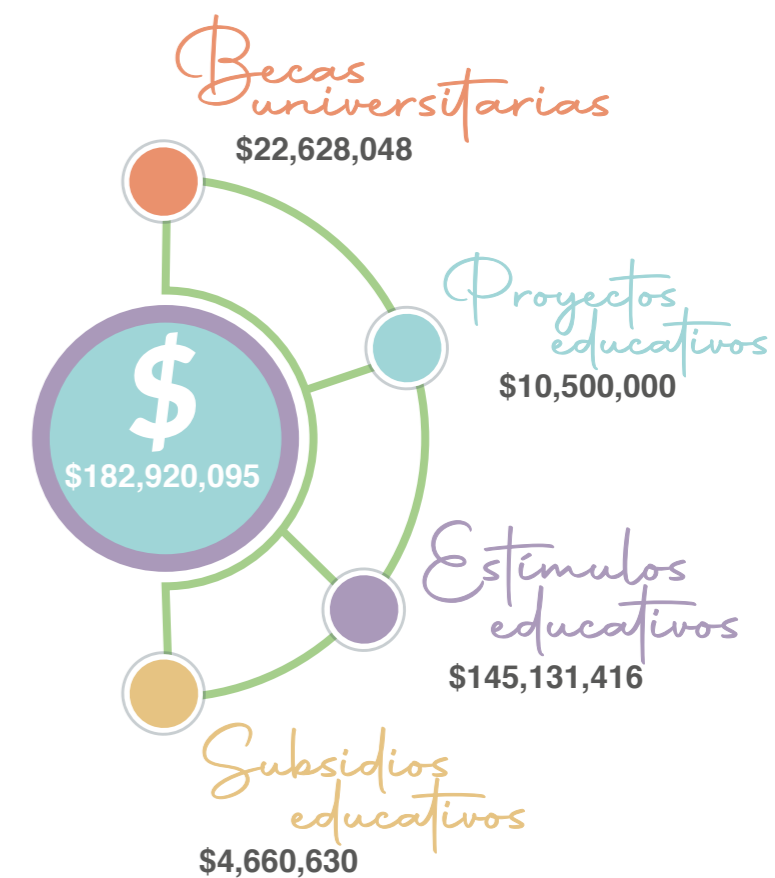 Becas
universitarias
$22,628,048
Proyectos
educativos
$10,500,000
$
$182,920,095
Estímulos
educativos
$145,131,416
Subsidios
educativos
$4,660,630